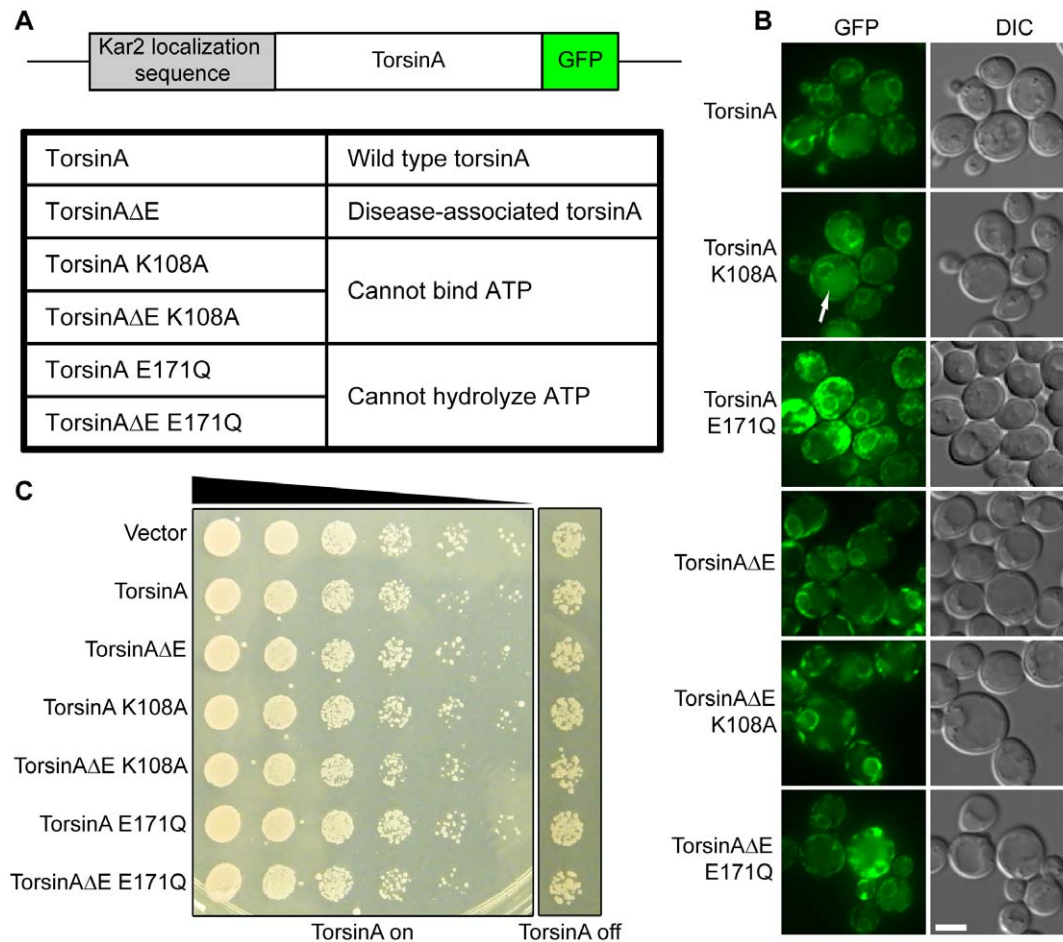 A
Kar2 localization
sequence
TorsinA
GFP
TorsinA
Wild type torsinA
TorsinAΔE
Disease-associated torsinA
TorsinA K108A
TorsinAΔE K108A
Cannot bind ATP
TorsinA E171Q
TorsinAΔE E171Q
Cannot hydrolyze ATP
B
GFP
DIC
TorsinA
TorsinA
K108A
TorsinA
E171Q
TorsinAΔE
TorsinAΔE
K108A
TorsinAΔE
E171Q
C
Vector
TorsinA
TorsinAΔE
TorsinA K108A
TorsinAΔE K108A
TorsinA E171Q
TorsinAΔE E171Q
TorsinA on
TorsinA off